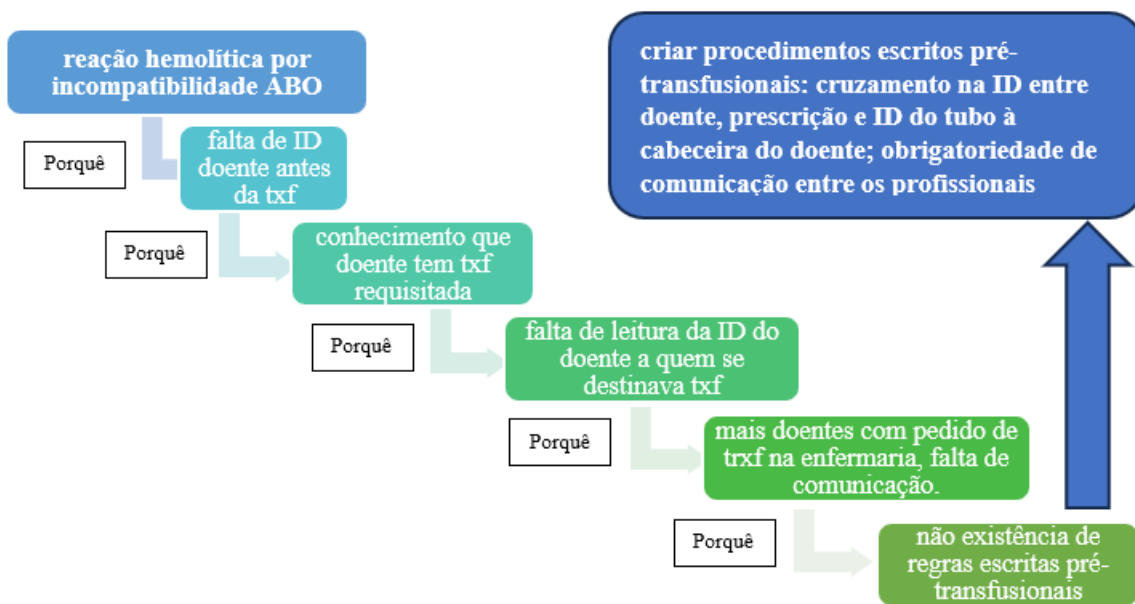 reação hemolítica por
incompatibilidade ABO
Porquê
falta de ID
doente antes
da txf
Porquê
conhecimento que
doente tem txf
requisitada
Porquê
falta de leitura da ID do
doente a quem se
destinava txf
Porquê
mais doentes com pedido de
trxf na enfermaria, falta de
comunicação.
Porquê
não existência de
regras escritas pré-
transfusionais
criar procedimentos escritos pré-
transfusionais: cruzamento na ID entre
doente, prescrição e ID do tubo à
cabeceira do doente; obrigatoriedade de
comunicação entre os profissionais